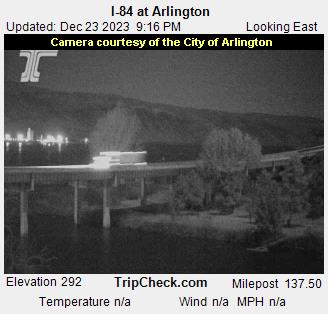 I-84 at Arlington
Updated: Dec 23 2023 9:16 PM Looking East
Camera courtesy of the City of Arlington
Elevation 292 TripCheck.com Milepost 137.50
Temperature n/a Wind n/a MPH n/a